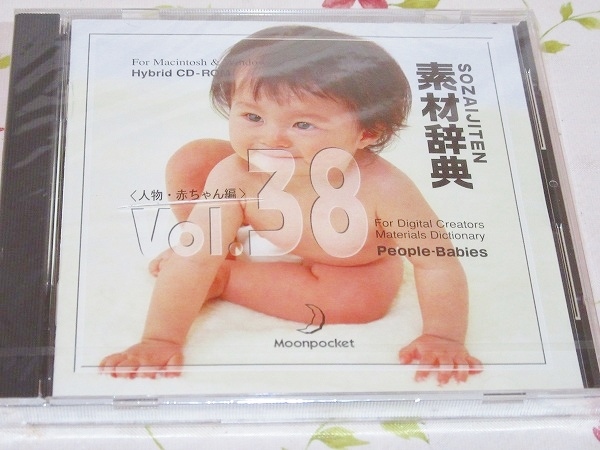 For Macintosh &
Hybrid CD-RO
素材辞典
SOZAIJITEN
〈人物・赤ちゃん編〉
Vol.38
For Digital Creators
Materials Dictionary
People-Babies
Moonpocket